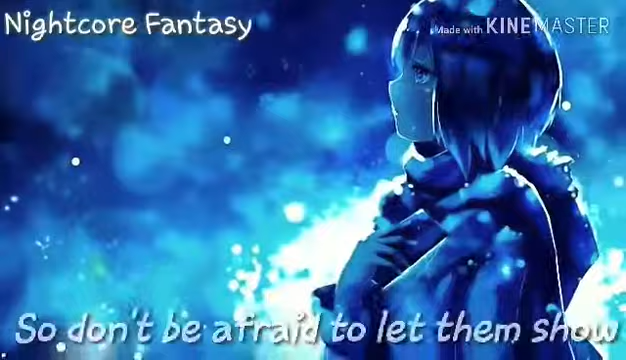 Nightcore Fantasy
Made with KINEMASTER
So don't be afraid to let them show